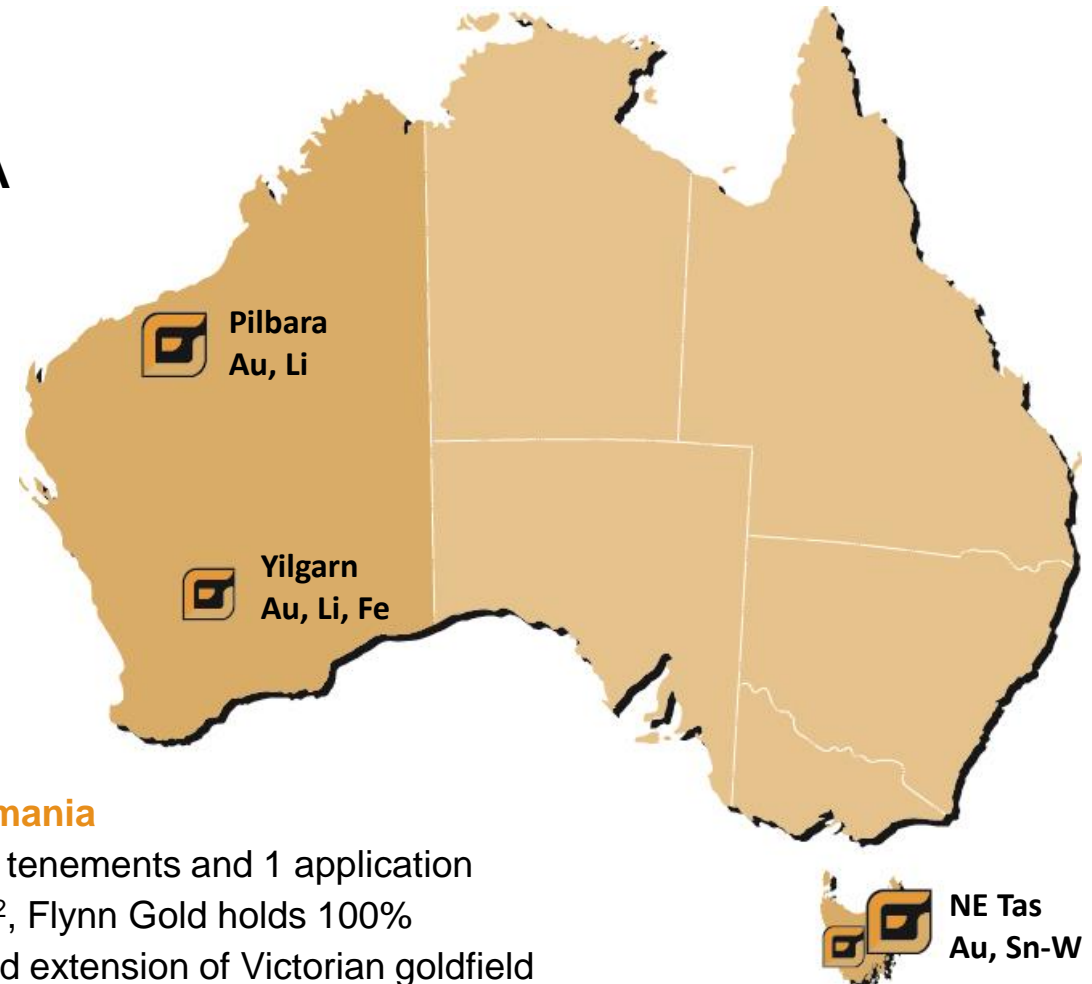 A
Pilbara
Au, Li
Yilgarn
Au, Li, Fe
mania
tenements and 1 application
², Flynn Gold holds 100%
d extension of Victorian goldfield
NE Tas
Au, Sn-W